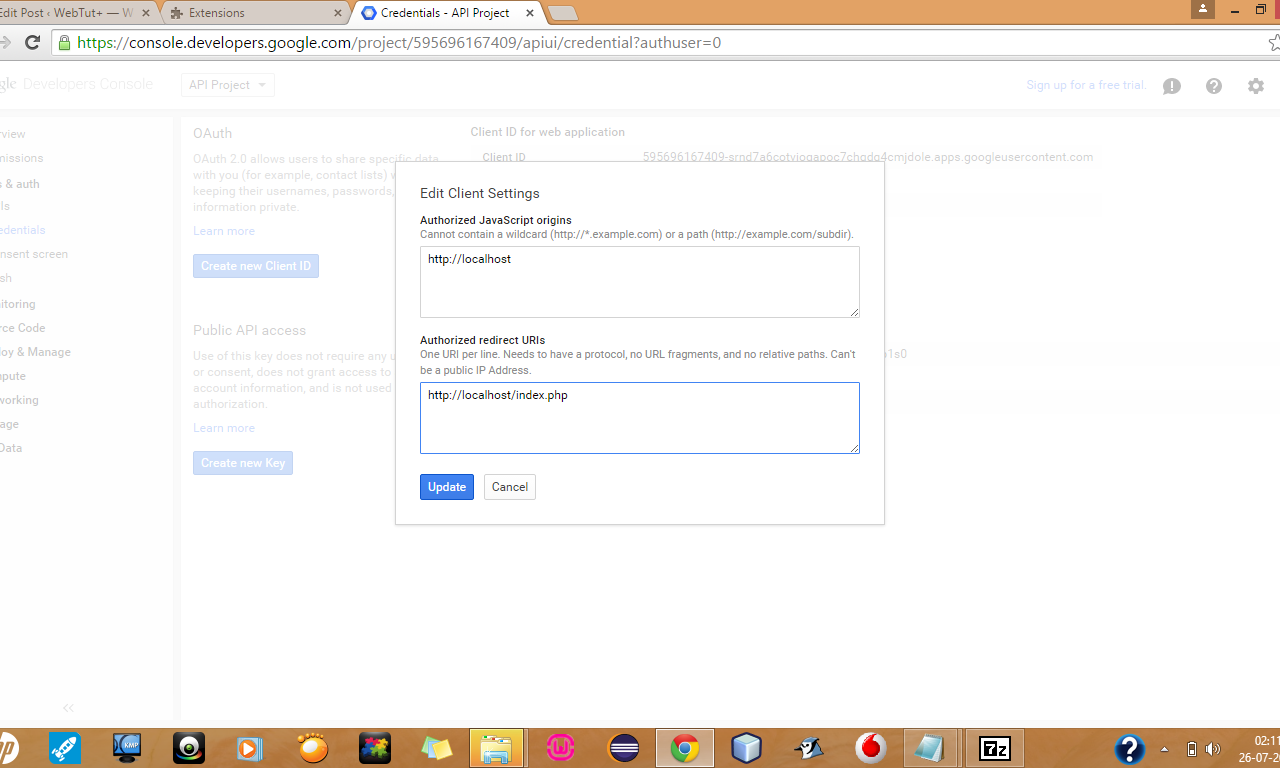 Edit Post ‹ WebTut+ — W
Extensions
Credentials - API Project
https://console.developers.google.com/project/595696167409/apiui/credential?authuser=0
gle Developers Console
API Project
Sign up for a free trial.
rview
missions
s & auth
ls
edentials
nsent screen
sh
nitoring
rce Code
loy & Manage
npute
working
age
Data
OAuth
OAuth 2.0 allows users to share specific data
with you (for example, contact lists)
keeping their usernames, passwords,
information private.
Learn more
Create new Client ID
Public API access
Use of this key does not require any
or consent, does not grant access to
account information, and is not used
authorization.
Learn more
Create new Key
Client ID for web application
Client ID
Edit Client Settings
Authorized JavaScript origins
Cannot contain a wildcard (http://*.example.com) or a path (http://example.com/subdir).
http://localhost
Authorized redirect URIs
One URI per line. Needs to have a protocol, no URL fragments, and no relative paths. Can't
be a public IP Address.
http://localhost/index.php
Update
Cancel
KMP
7z
02:11
26-07-2